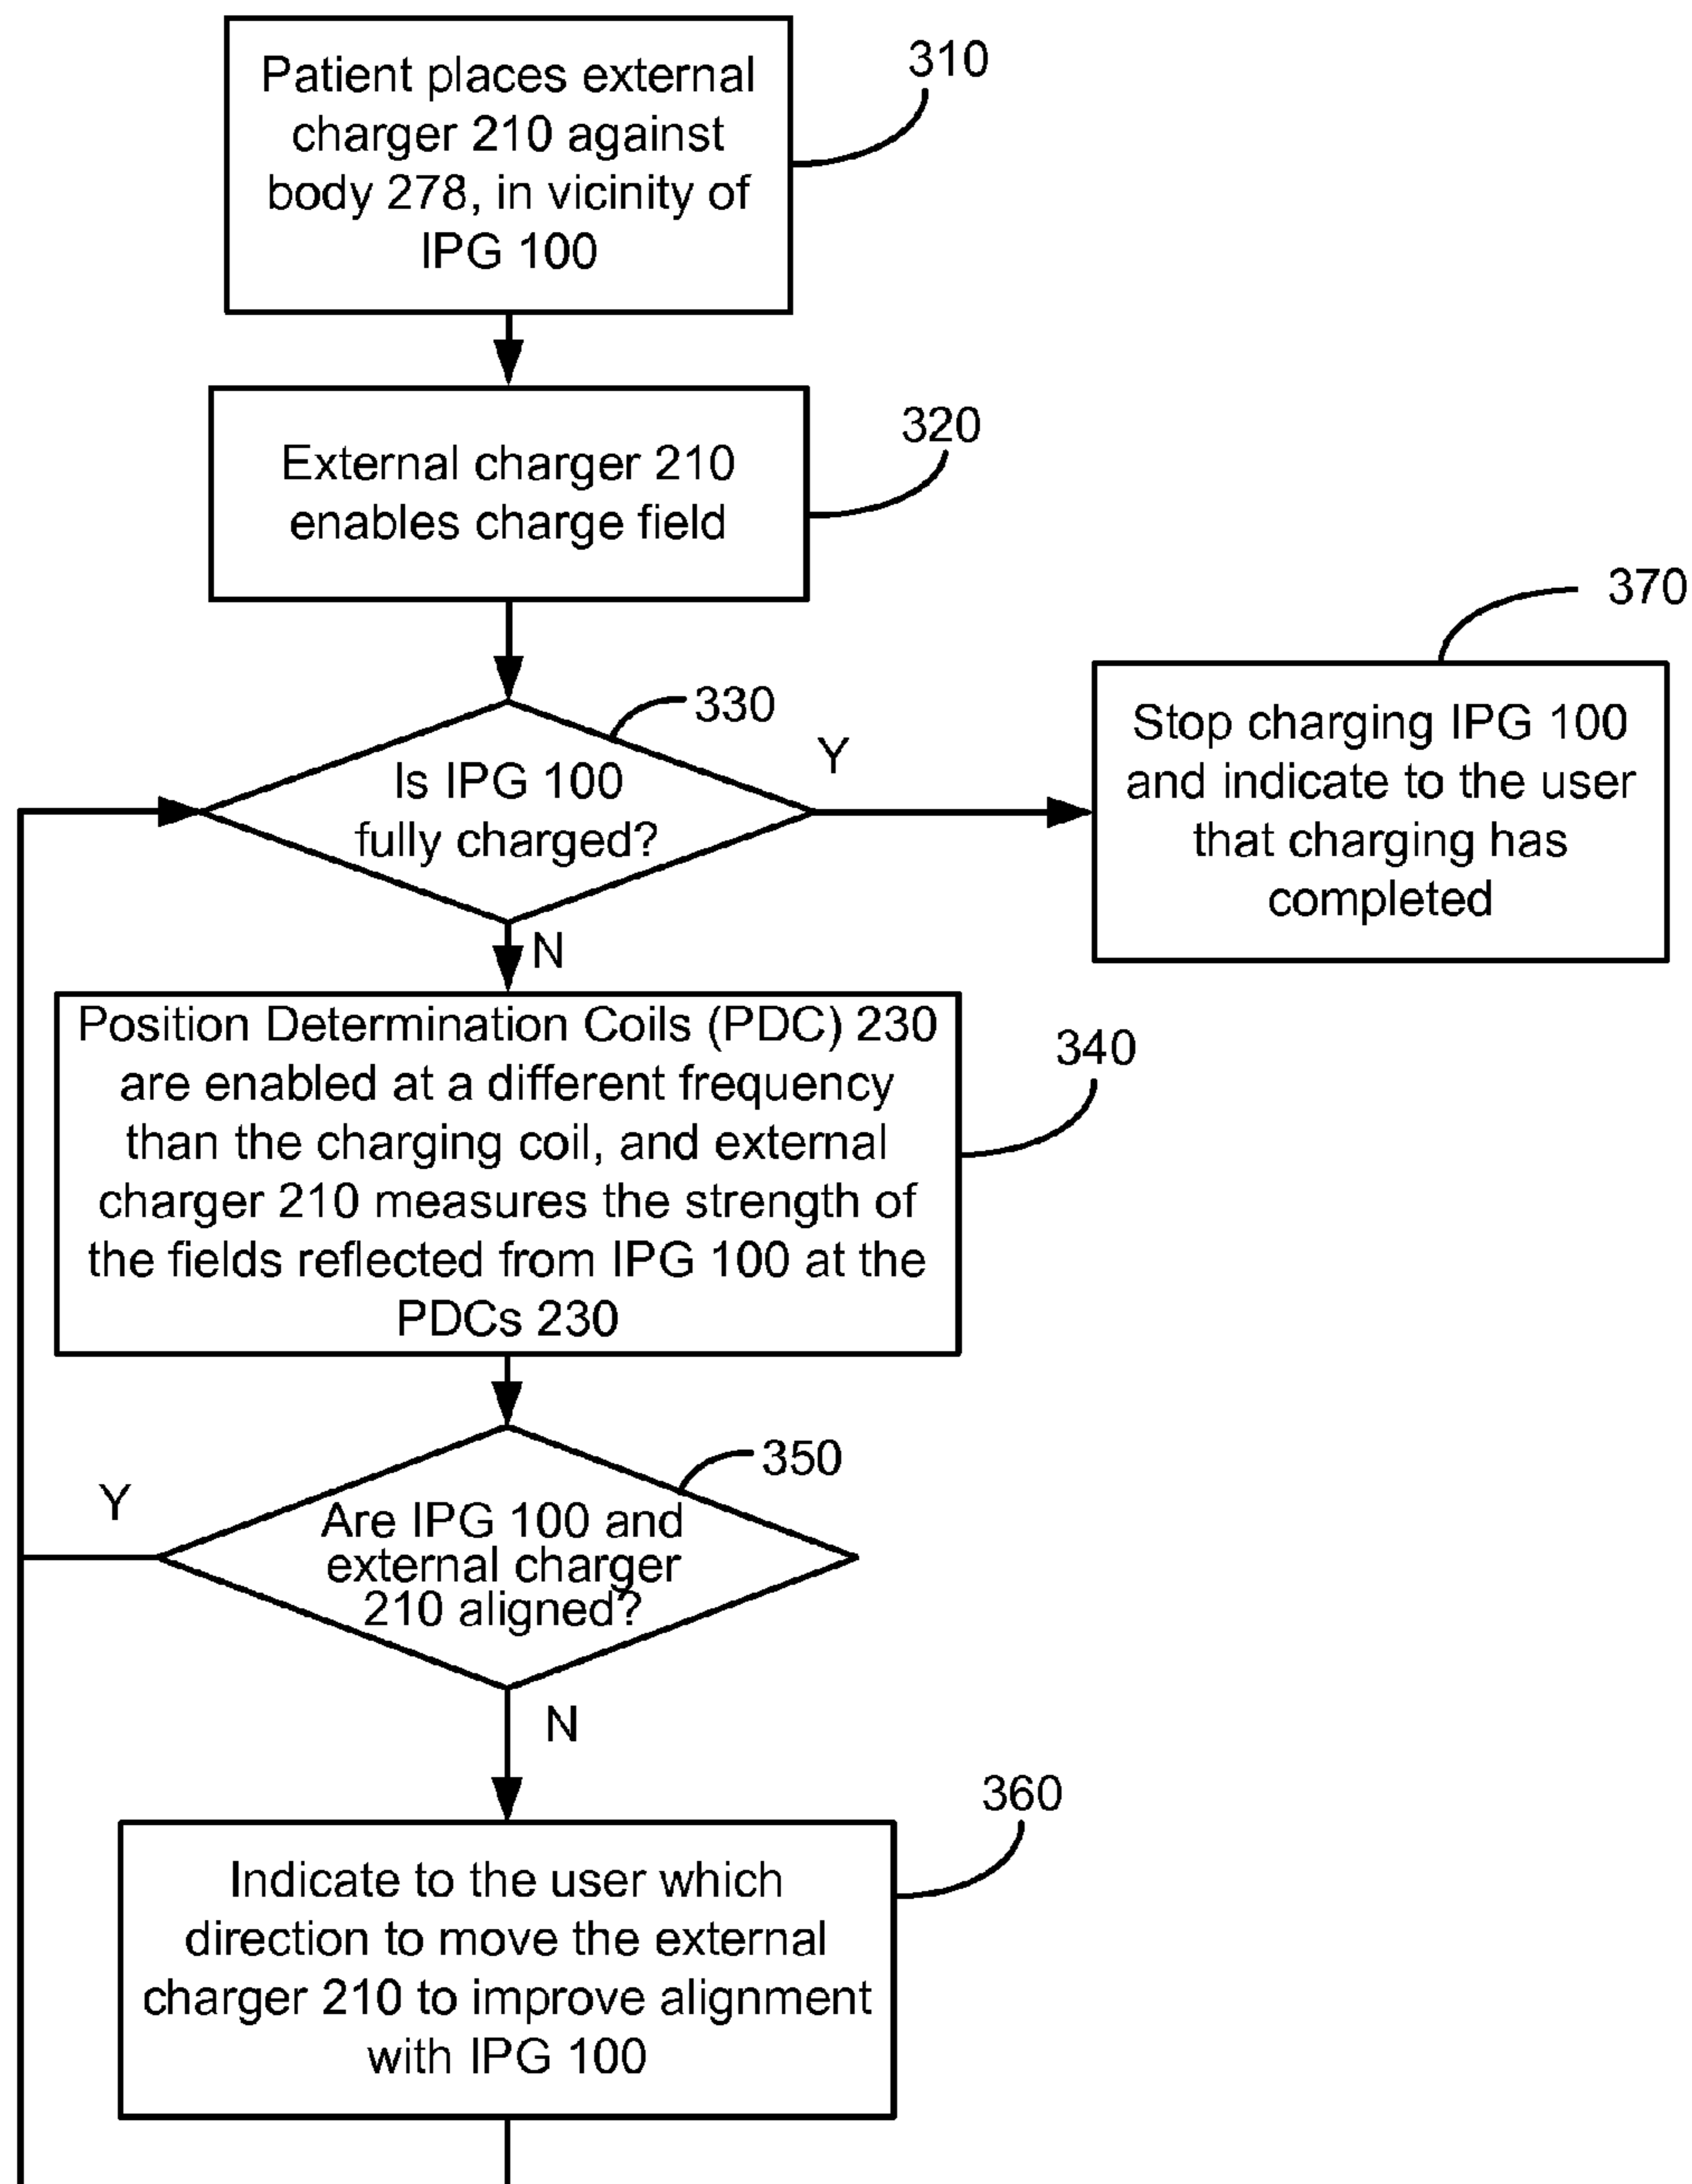 Patient places external
charger 210 against
body 278, in vicinity of
IPG 100
310
External charger 210
enables charge field
320
Is IPG 100
fully charged?
330
Y
N
Stop charging IPG 100
and indicate to the user
that charging has
completed
370
Position Determination Coils (PDC) 230
are enabled at a different frequency
than the charging coil, and external
charger 210 measures the strength of
the fields reflected from IPG 100 at the
PDCs 230
340
Are IPG 100 and
external charger
210 aligned?
350
Y
N
Indicate to the user which
direction to move the external
charger 210 to improve alignment
with IPG 100
360